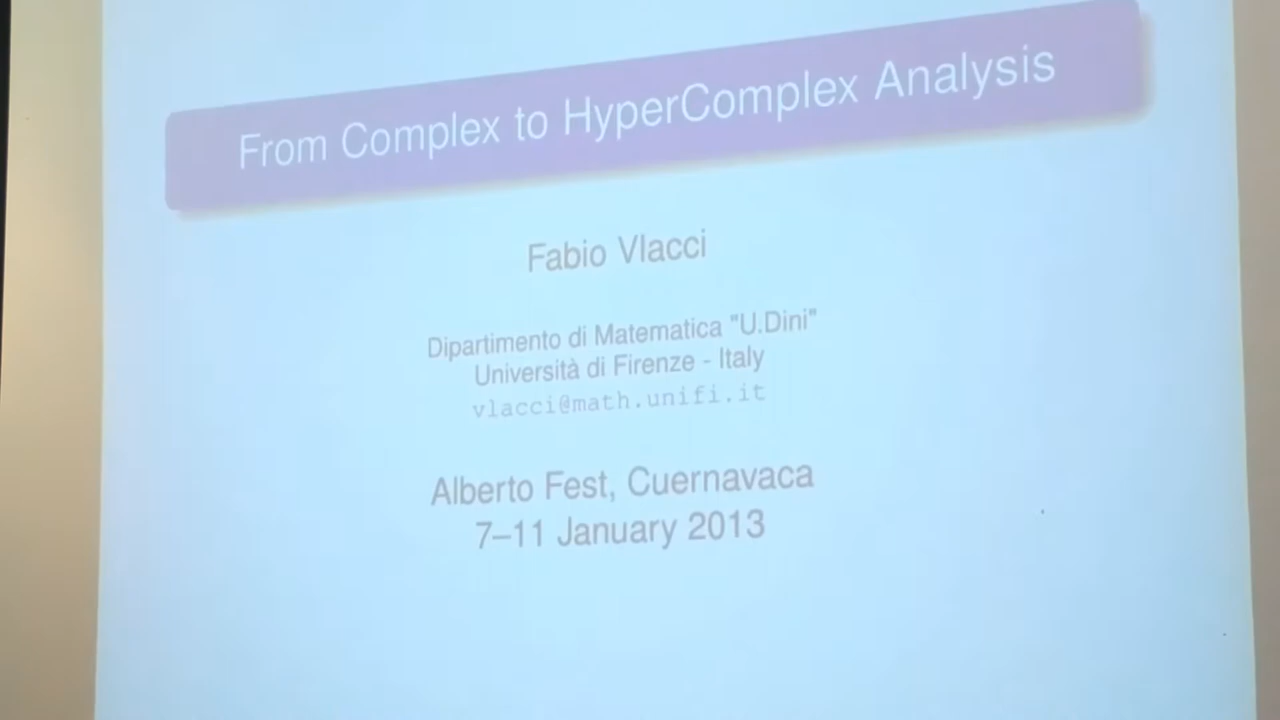 From Complex to HyperComplex Analysis
Fabio Vlacci
Dipartimento di Matematica "U.Dini"
Università di Firenze - Italy
vlacci@math.unifi.it
Alberto Fest, Cuernavaca
7–11 January 2013